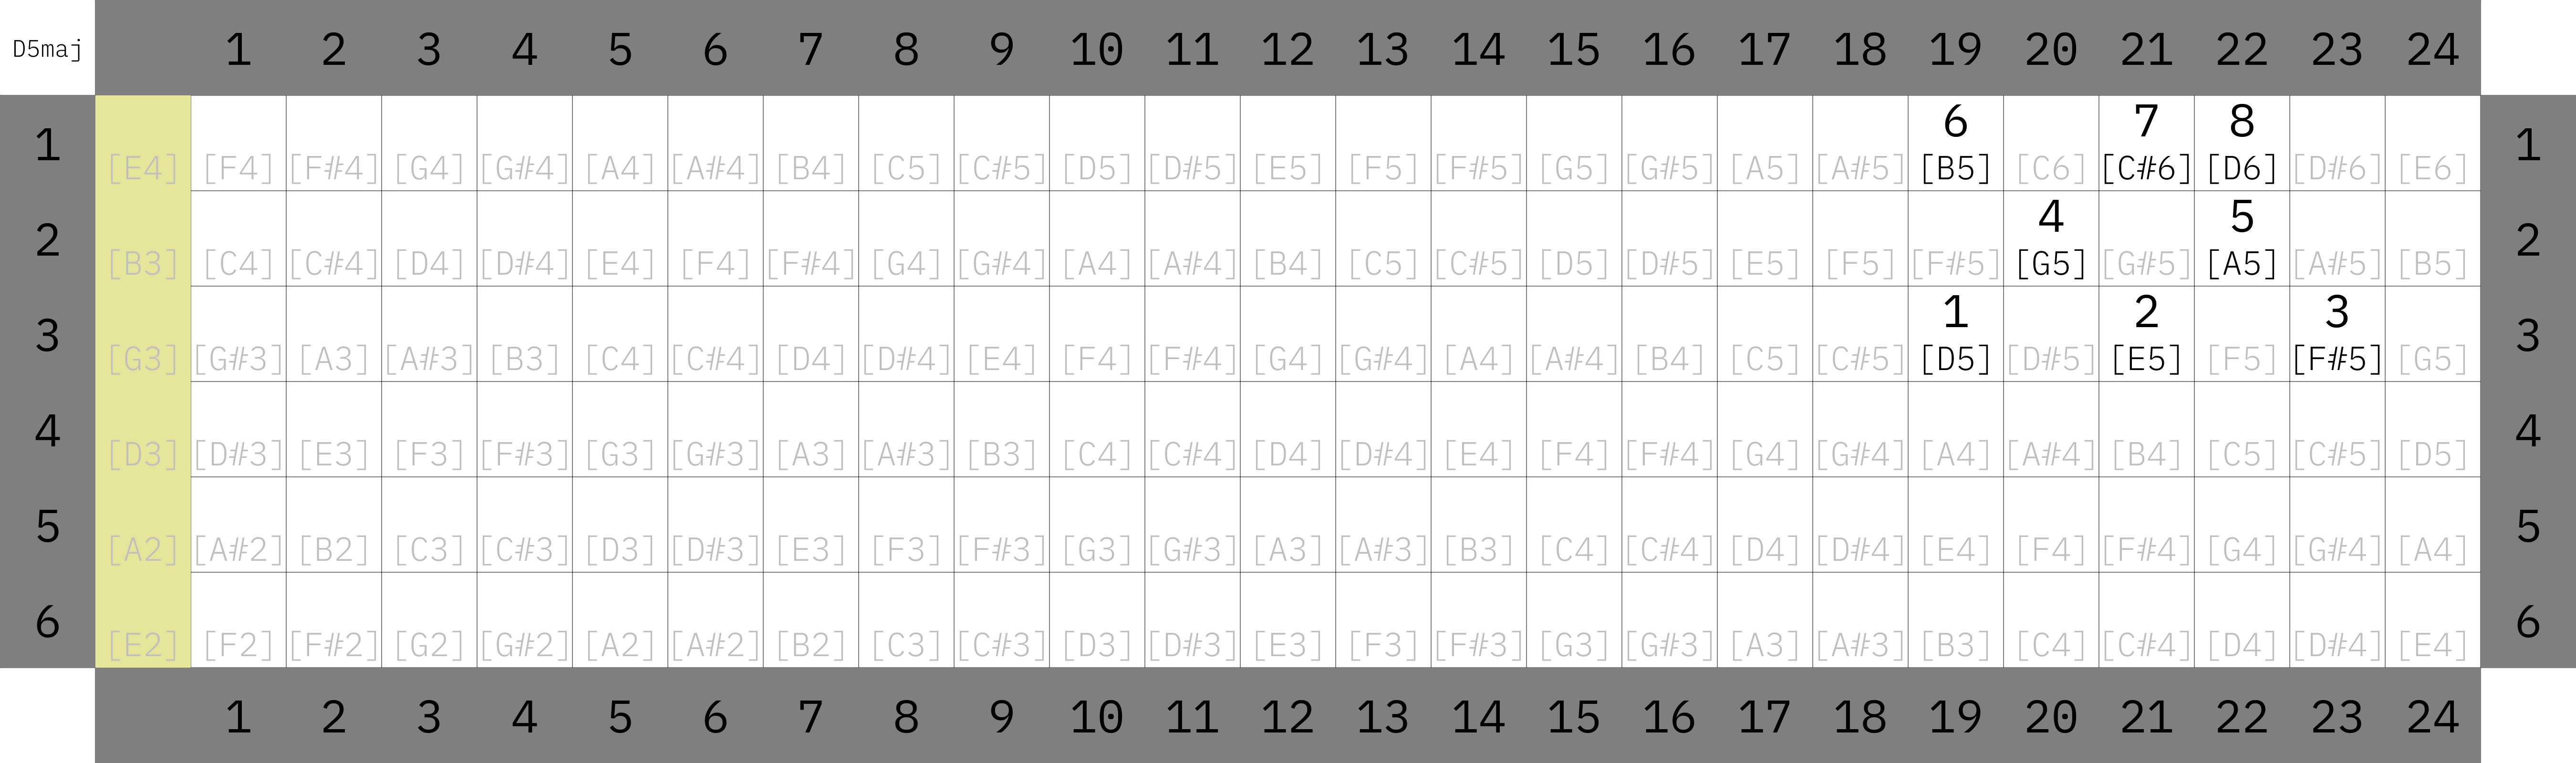 D5maj 1 2 3 4 5 6 7 8 9 10 11 12 13 14 15 16 17 18 19 20 21 22 23 24
6 7 8
1 [E4] [F4] [F#4] [G4] [G#4] [A4] [A#4] [B4] [C5] [C#5] [D5] [D#5] [E5] [F5] [F#5] [G5] [G#5] [A5] [A#5] [B5] [C6] [C#6] [D6] [D#6] [E6] 1
4 5
2 [B3] [C4] [C#4] [D4] [D#4] [E4] [F4] [F#4] [G4] [G#4] [A4] [A#4] [B4] [C5] [C#5] [D5] [D#5] [E5] [F5] [F#5] [G5] [G#5] [A5] [A#5] [B5] 2
1 2 3
3 [G3] [G#3] [A3] [A#3] [B3] [C4] [C#4] [D4] [D#4] [E4] [F4] [F#4] [G4] [G#4] [A4] [A#4] [B4] [C5] [C#5] [D5] [D#5] [E5] [F5] [F#5] [G5] 3
4 [D3] [D#3] [E3] [F3] [F#3] [G3] [G#3] [A3] [A#3] [B3] [C4] [C#4] [D4] [D#4] [E4] [F4] [F#4] [G4] [G#4] [A4] [A#4] [B4] [C5] [C#5] [D5] 4
5 [A2] [A#2] [B2] [C3] [C#3] [D3] [D#3] [E3] [F3] [F#3] [G3] [G#3] [A3] [A#3] [B3] [C4] [C#4] [D4] [D#4] [E4] [F4] [F#4] [G4] [G#4] [A4] 5
6 [E2] [F2] [F#2] [G2] [G#2] [A2] [A#2] [B2] [C3] [C#3] [D3] [D#3] [E3] [F3] [F#3] [G3] [G#3] [A3] [A#3] [B3] [C4] [C#4] [D4] [D#4] [E4] 6
1 2 3 4 5 6 7 8 9 10 11 12 13 14 15 16 17 18 19 20 21 22 23 24